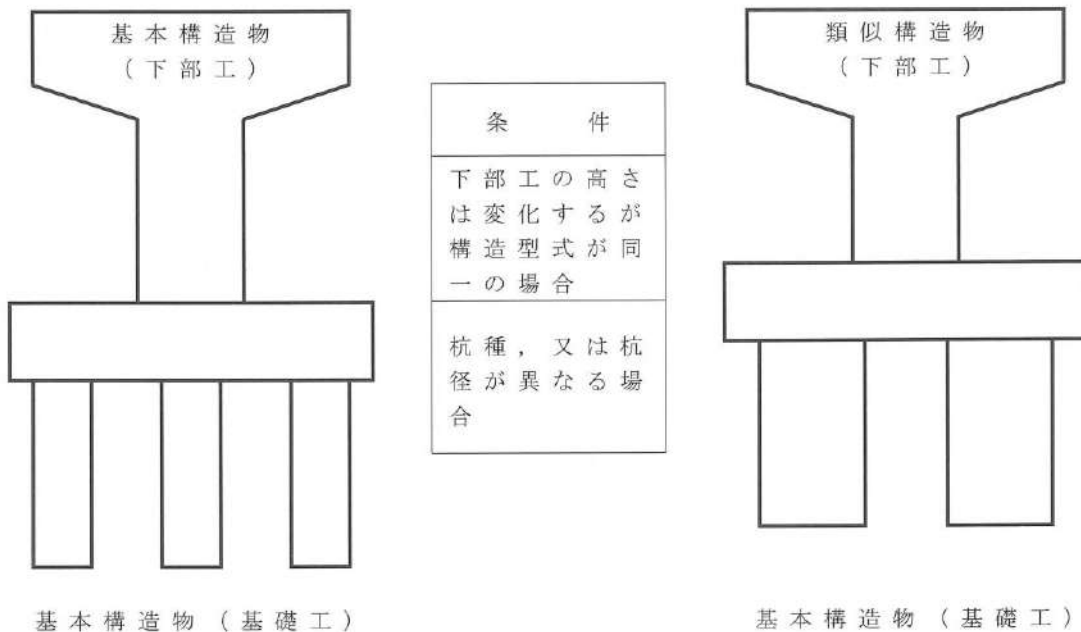 基本構造物
(下部工)
条件
下部工の高さ
は変化するが
構造型式が同
一の場合
杭種,又は杭
径が異なる場
合
基本構造物(基礎工)
類似構造物
(下部工)
基本構造物(基礎工)